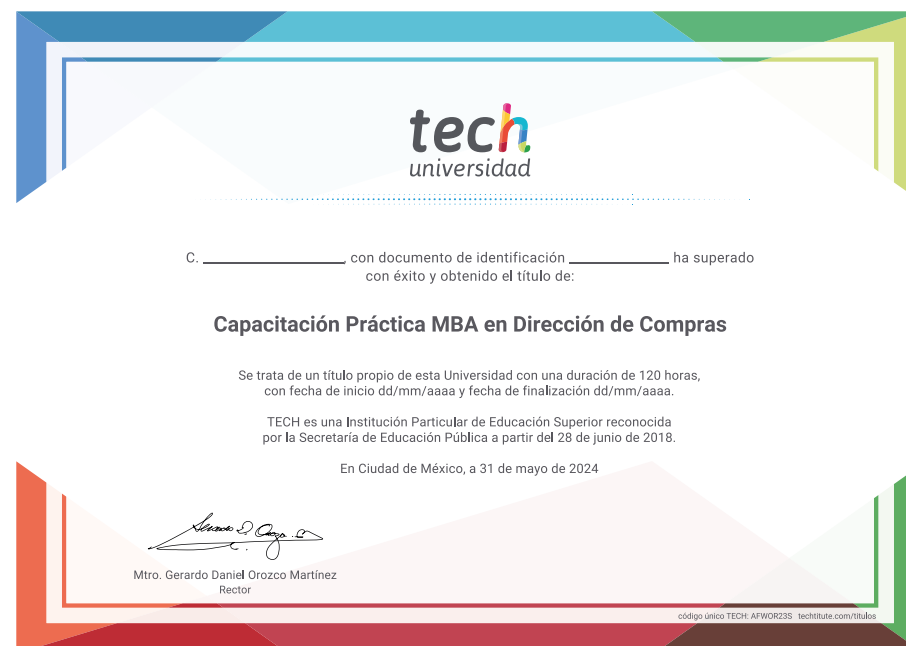 tech
universidad
C. ____________, con documento de identificación ____________ ha superado
con éxito y obtenido el título de:
Capacitación Práctica MBA en Dirección de Compras
Se trata de un título propio de esta Universidad con una duración de 120 horas,
con fecha de inicio dd/mm/aaaa y fecha de finalización dd/mm/aaaa.
TECH es una Institución Particular de Educación Superior reconocida
por la Secretaría de Educación Pública a partir del 28 de junio de 2018.
En Ciudad de México, a 31 de mayo de 2024
Mtro. Gerardo Daniel Orozco Martínez
Rector
código único TECH: AFWOR23S techtitute.com/titulos